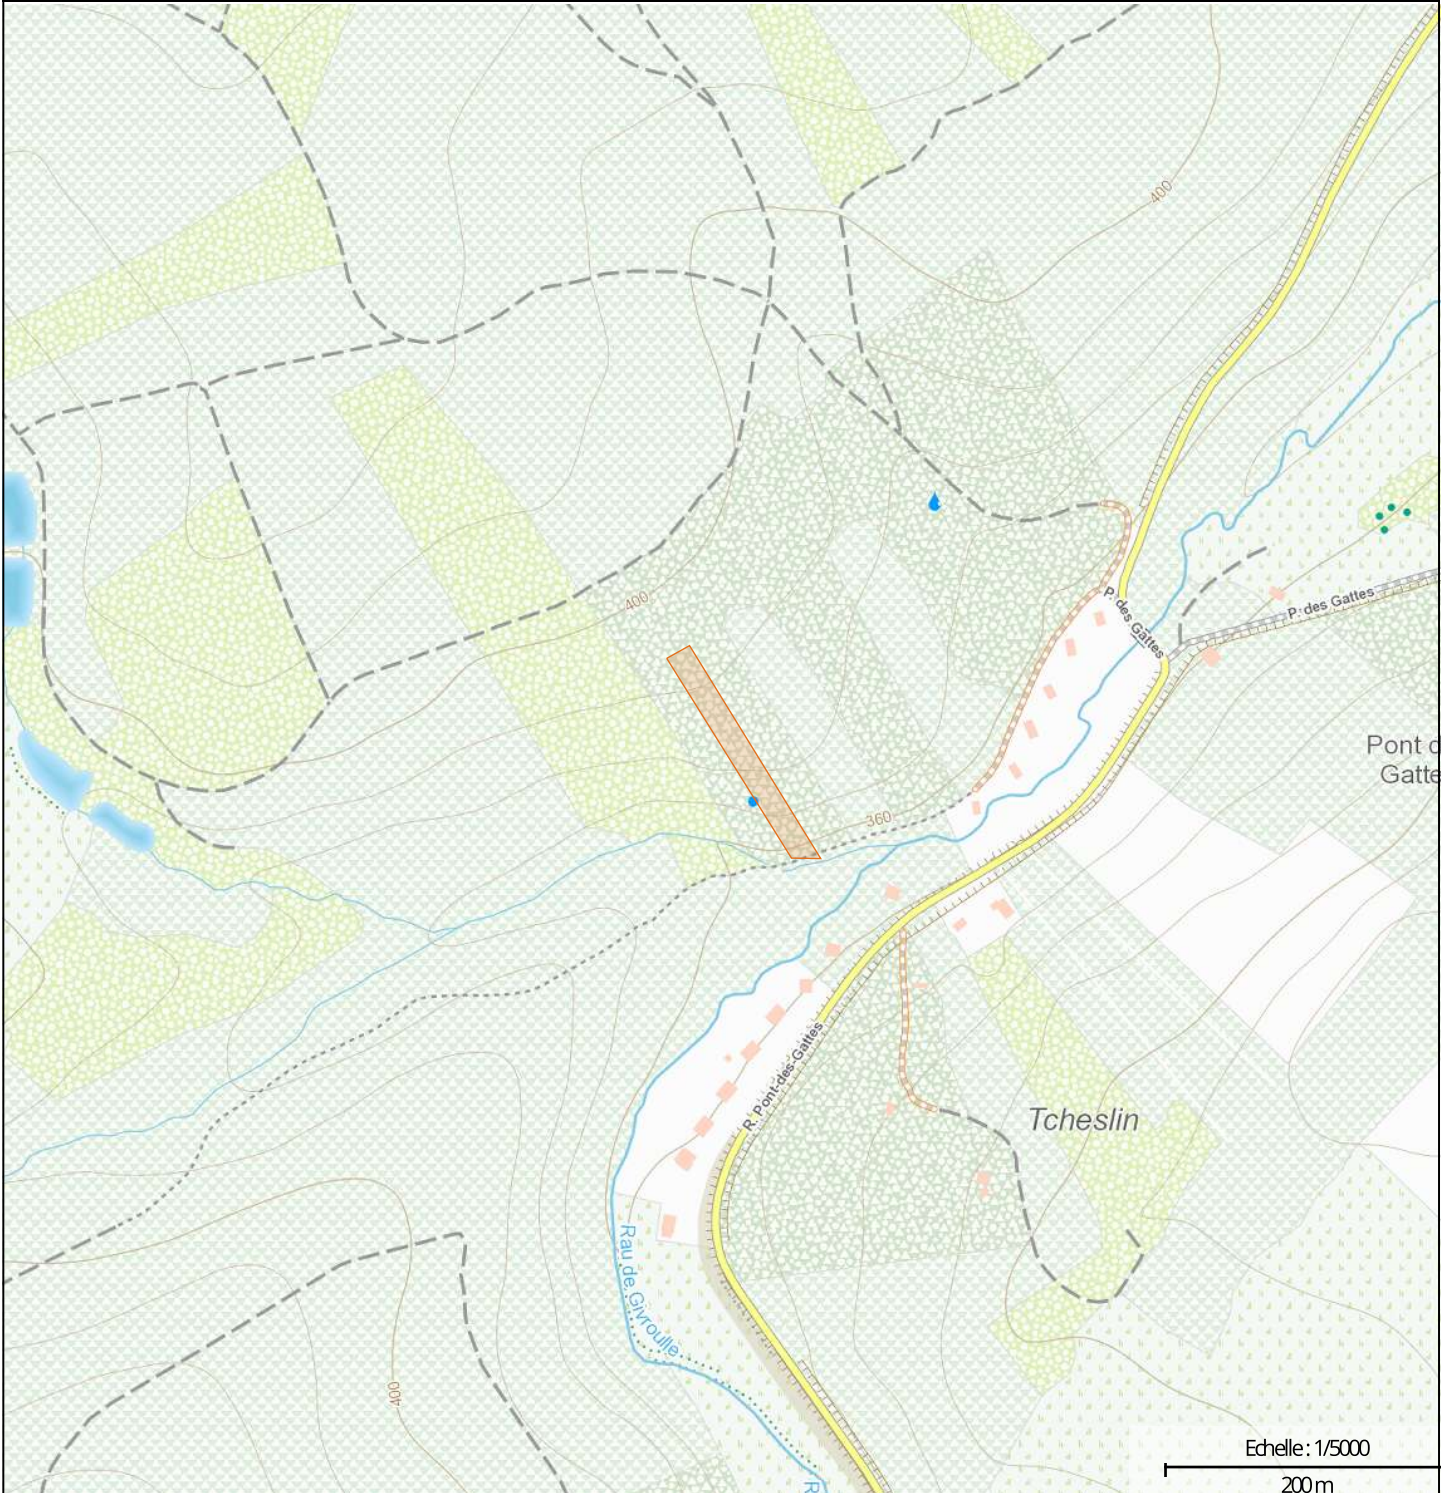 400
400
P. des Gattes
P. des Gattes
Pont d
Gatte
360
R. Pont-des-Gattes
Tcheslin
Rau de Givroulle
400
Echelle : 1/5000
200 m
R